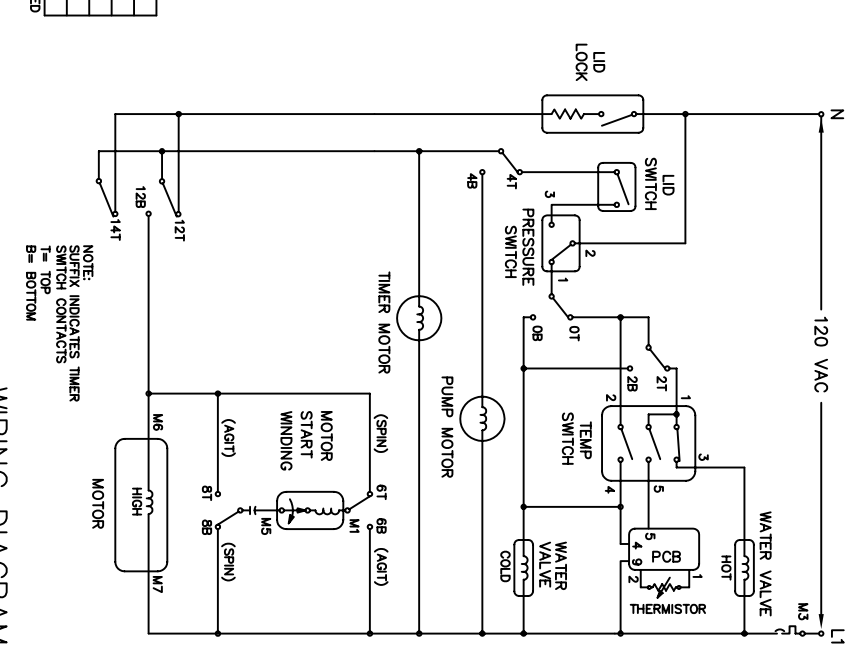 N
120 VAC
L1
M3
LID
LOCK
LID
SWITCH
3
PRESSURE
SWITCH
2
1
4T
4B
0T
0B
2T
2B
2
1
TEMP
SWITCH
3
4
5
WATER VALVE
HOT
5
4
9
PCB
1
2
THERMISTOR
WATER
VALVE
COLD
PUMP MOTOR
TIMER MOTOR
12T
12B
14T
NOTE:
SUFFIX INDICATES TIMER
SWITCH CONTACTS
T= TOP
B= BOTTOM
(SPIN)
6T
6B
(AGIT)
MOTOR
START
WINDING
M1
M5
(AGIT)
8T
8B
(SPIN)
M6
HIGH
M7
MOTOR
WIRING DIAGRAM
ED